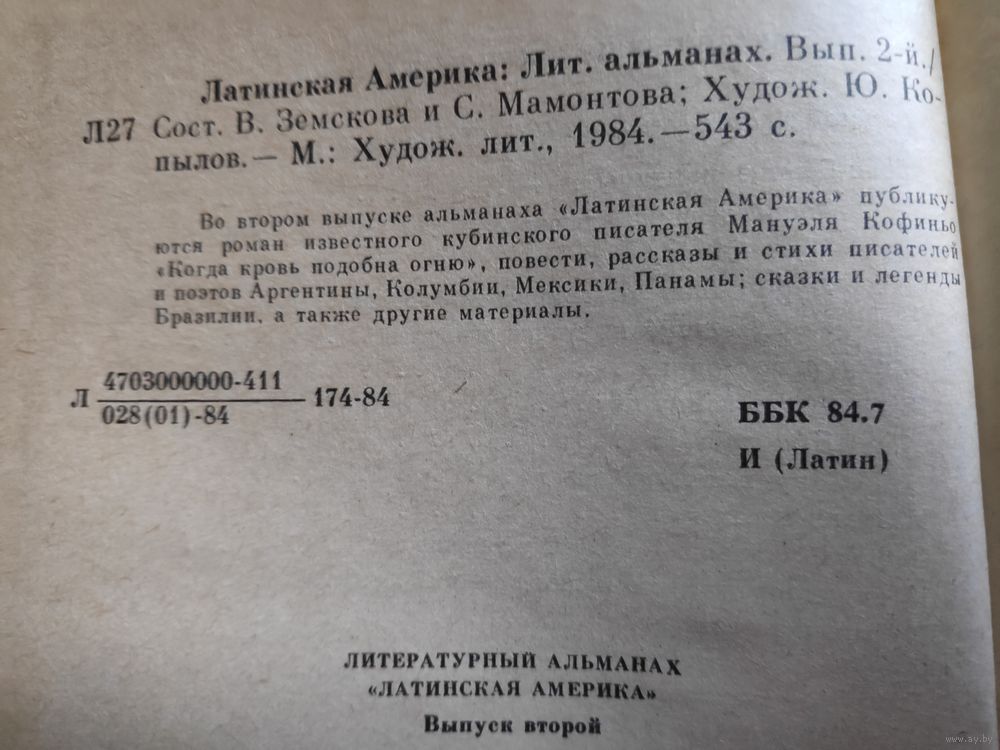 Латинская Америка: Лит. альманах. Вып. 2-й./
Л27 Сост. В. Земскова и С. Мамонтова; Худож. Ю. Ко-
пылов.— М.: Худож. лит., 1984.—543 с.
Во втором выпуске альманаха «Латинская Америка» публику-
ются роман известного кубинского писателя Мануэля Кофиньо
«Когда кровь подобна огню», повести, рассказы и стихи писателей
и поэтов Аргентины, Колумбии, Мексики, Панамы; сказки и легенды
Бразилии, а также другие материалы.
Л 4703000000-411 174-84
028(01)-84
ББК 84.7
И (Латин)
ЛИТЕРАТУРНЫЙ АЛЬМАНАХ
«ЛАТИНСКАЯ АМЕРИКА»
Выпуск второй
www.ay.by